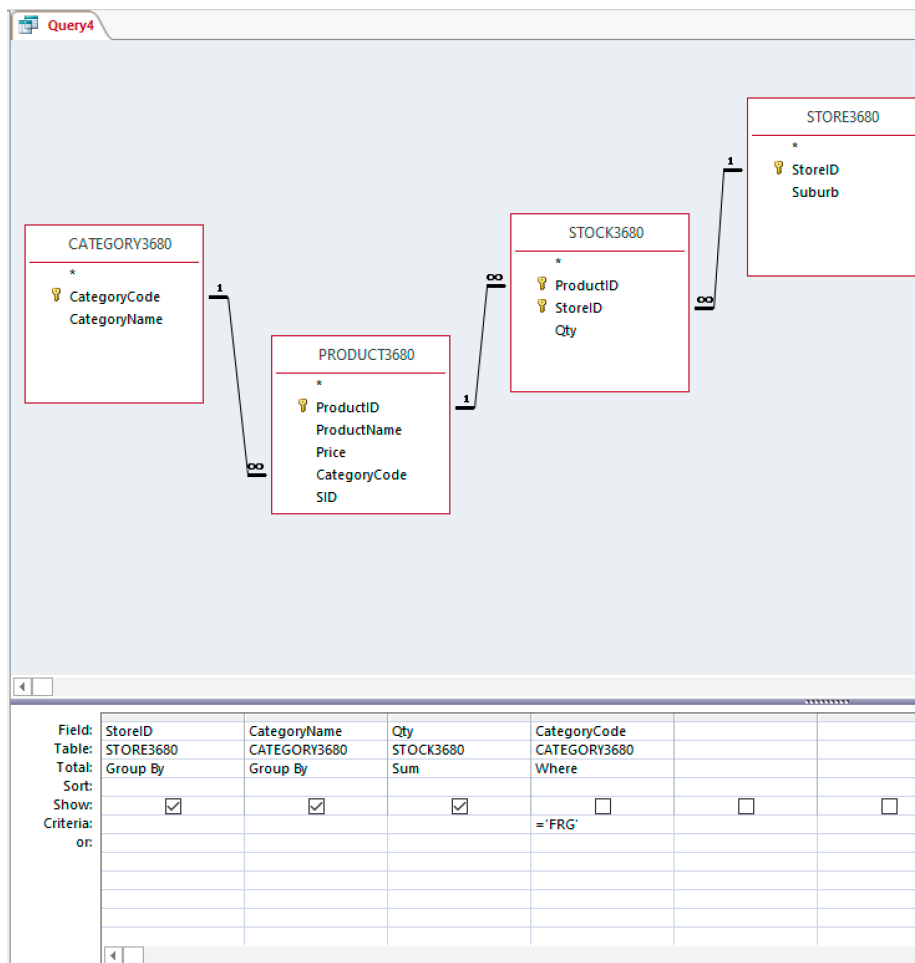 Query4
STORE3680
*
StoreID
Suburb
CATEGORY3680
*
CategoryCode
CategoryName
1
∞
PRODUCT3680
*
ProductID
ProductName
Price
CategoryCode
SID
1
∞
STOCK3680
*
ProductID
StoreID
Qty
∞
1
Field: StoreID CategoryName Qty CategoryCode
Table: STORE3680 CATEGORY3680 STOCK3680 CATEGORY3680
Total: Group By Group By Sum Where
Sort:
Show:
Criteria: ='FRG'
or: